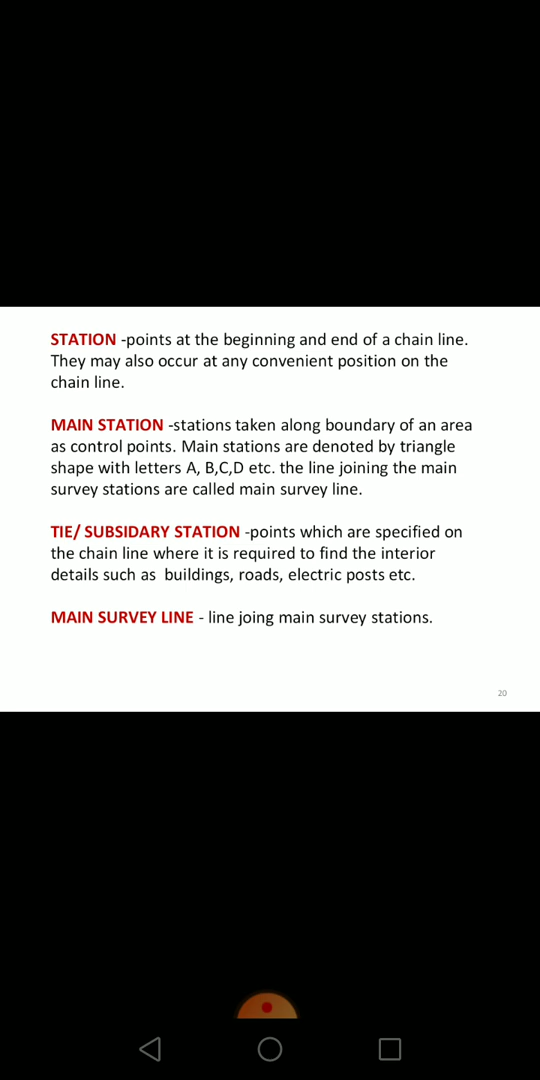 STATION -points at the beginning and end of a chain line.
They may also occur at any convenient position on the
chain line.
MAIN STATION -stations taken along boundary of an area
as control points. Main stations are denoted by triangle
shape with letters A, B,C,D etc. the line joining the main
survey stations are called main survey line.
TIE/ SUBSIDARY STATION -points which are specified on
the chain line where it is required to find the interior
details such as  buildings, roads, electric posts etc.
MAIN SURVEY LINE - line joing main survey stations.
20